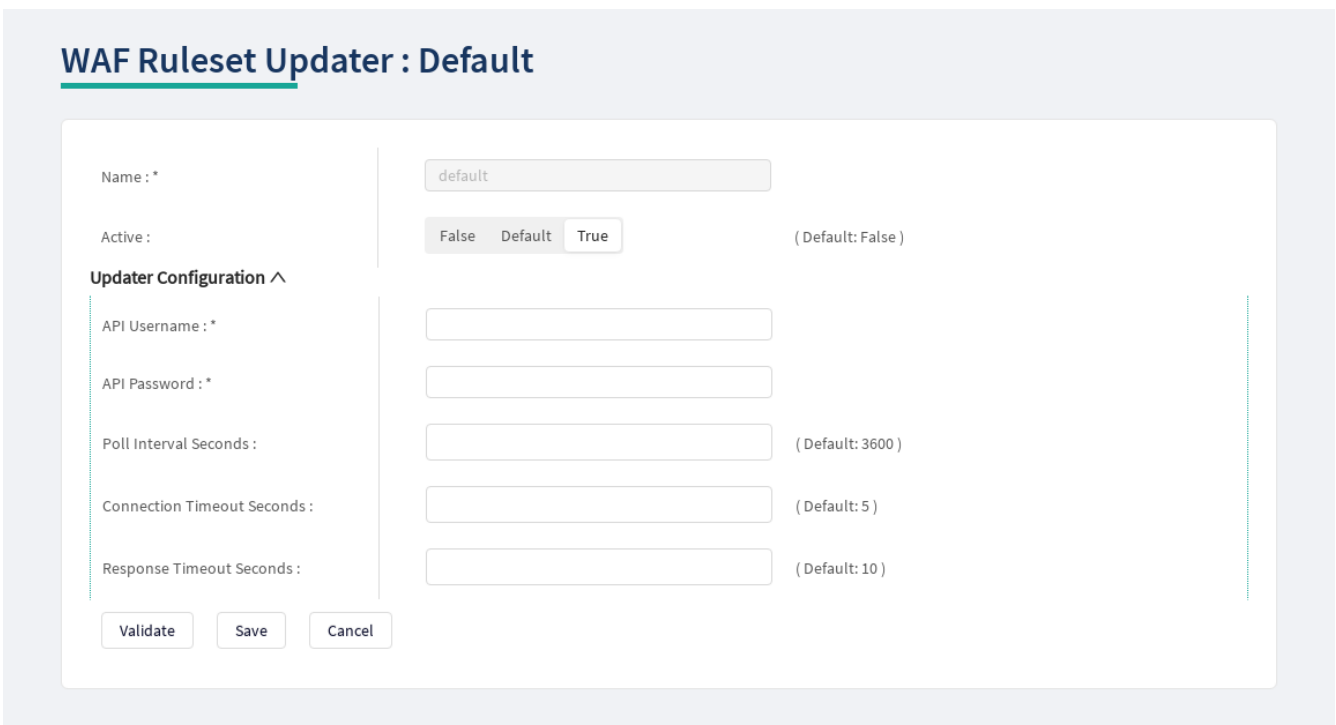 WAF Ruleset Updater : Default
Name : * default
Active : False Default True ( Default: False )
Updater Configuration
API Username : *
API Password : *
Poll Interval Seconds : ( Default: 3600 )
Connection Timeout Seconds : ( Default: 5 )
Response Timeout Seconds : ( Default: 10 )
Validate Save Cancel